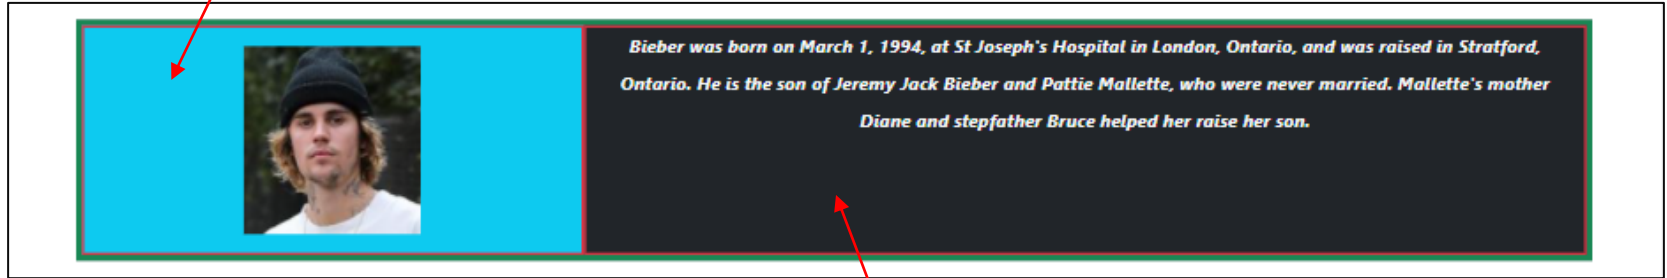 Bieber was born on March 1, 1994, at St Joseph's Hospital in London, Ontario, and was raised in Stratford,
Ontario. He is the son of Jeremy Jack Bieber and Pattie Mallette, who were never married. Mallette's mother
Diane and stepfather Bruce helped her raise her son.